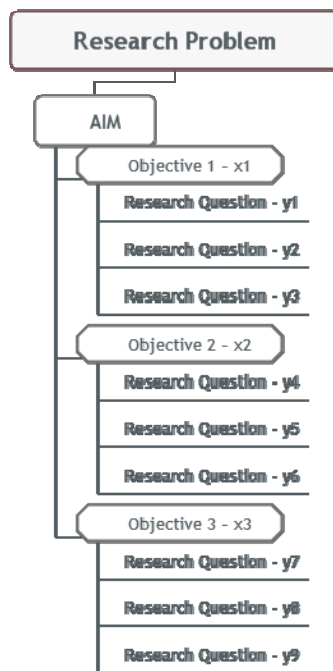 Research Problem
AIM
Objective 1 - x1
Research Question - y1
Research Question - y2
Research Question - y3
Objective 2 - x2
Research Question - y4
Research Question - y5
Research Question - y6
Objective 3 - x3
Research Question - y7
Research Question - y8
Research Question - y9